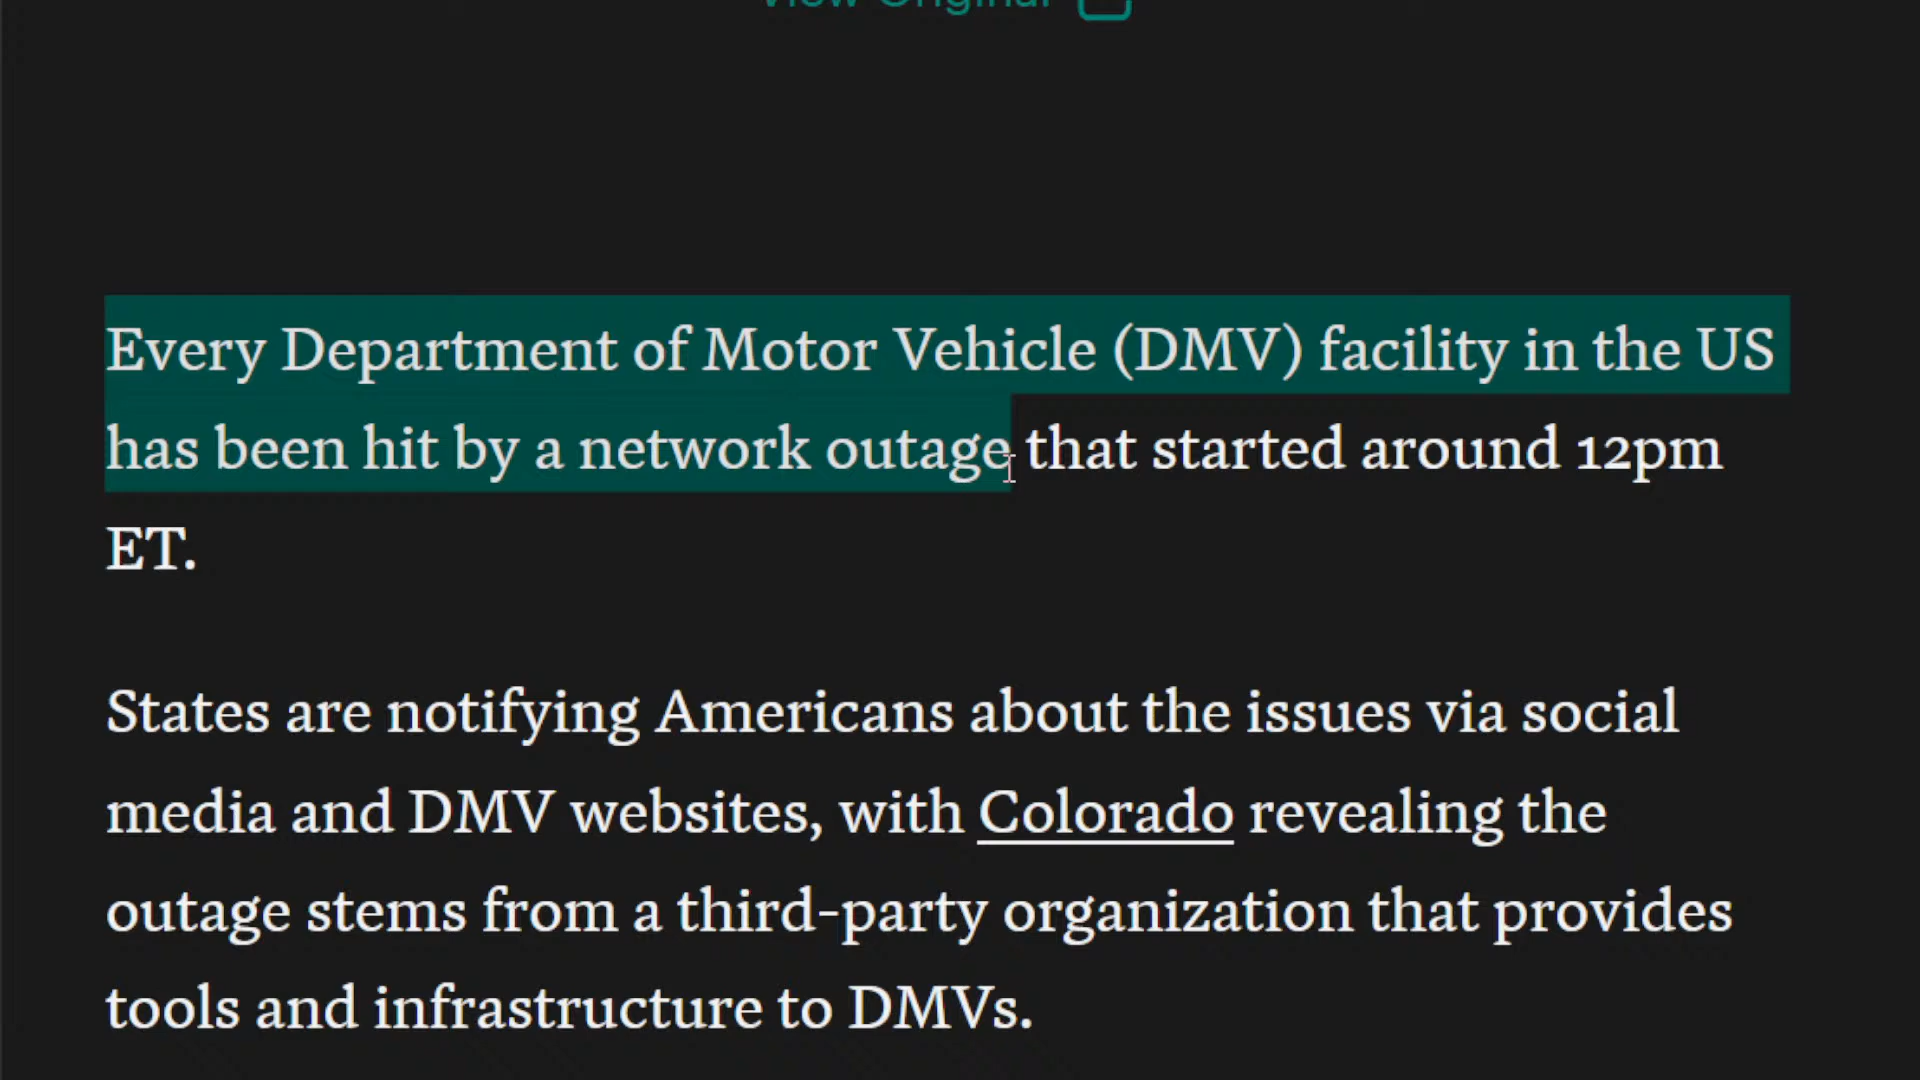 View Original
Every Department of Motor Vehicle (DMV) facility in the US
has been hit by a network outage that started around 12pm
ET.
States are notifying Americans about the issues via social
media and DMV websites, with Colorado revealing the
outage stems from a third-party organization that provides
tools and infrastructure to DMVs.